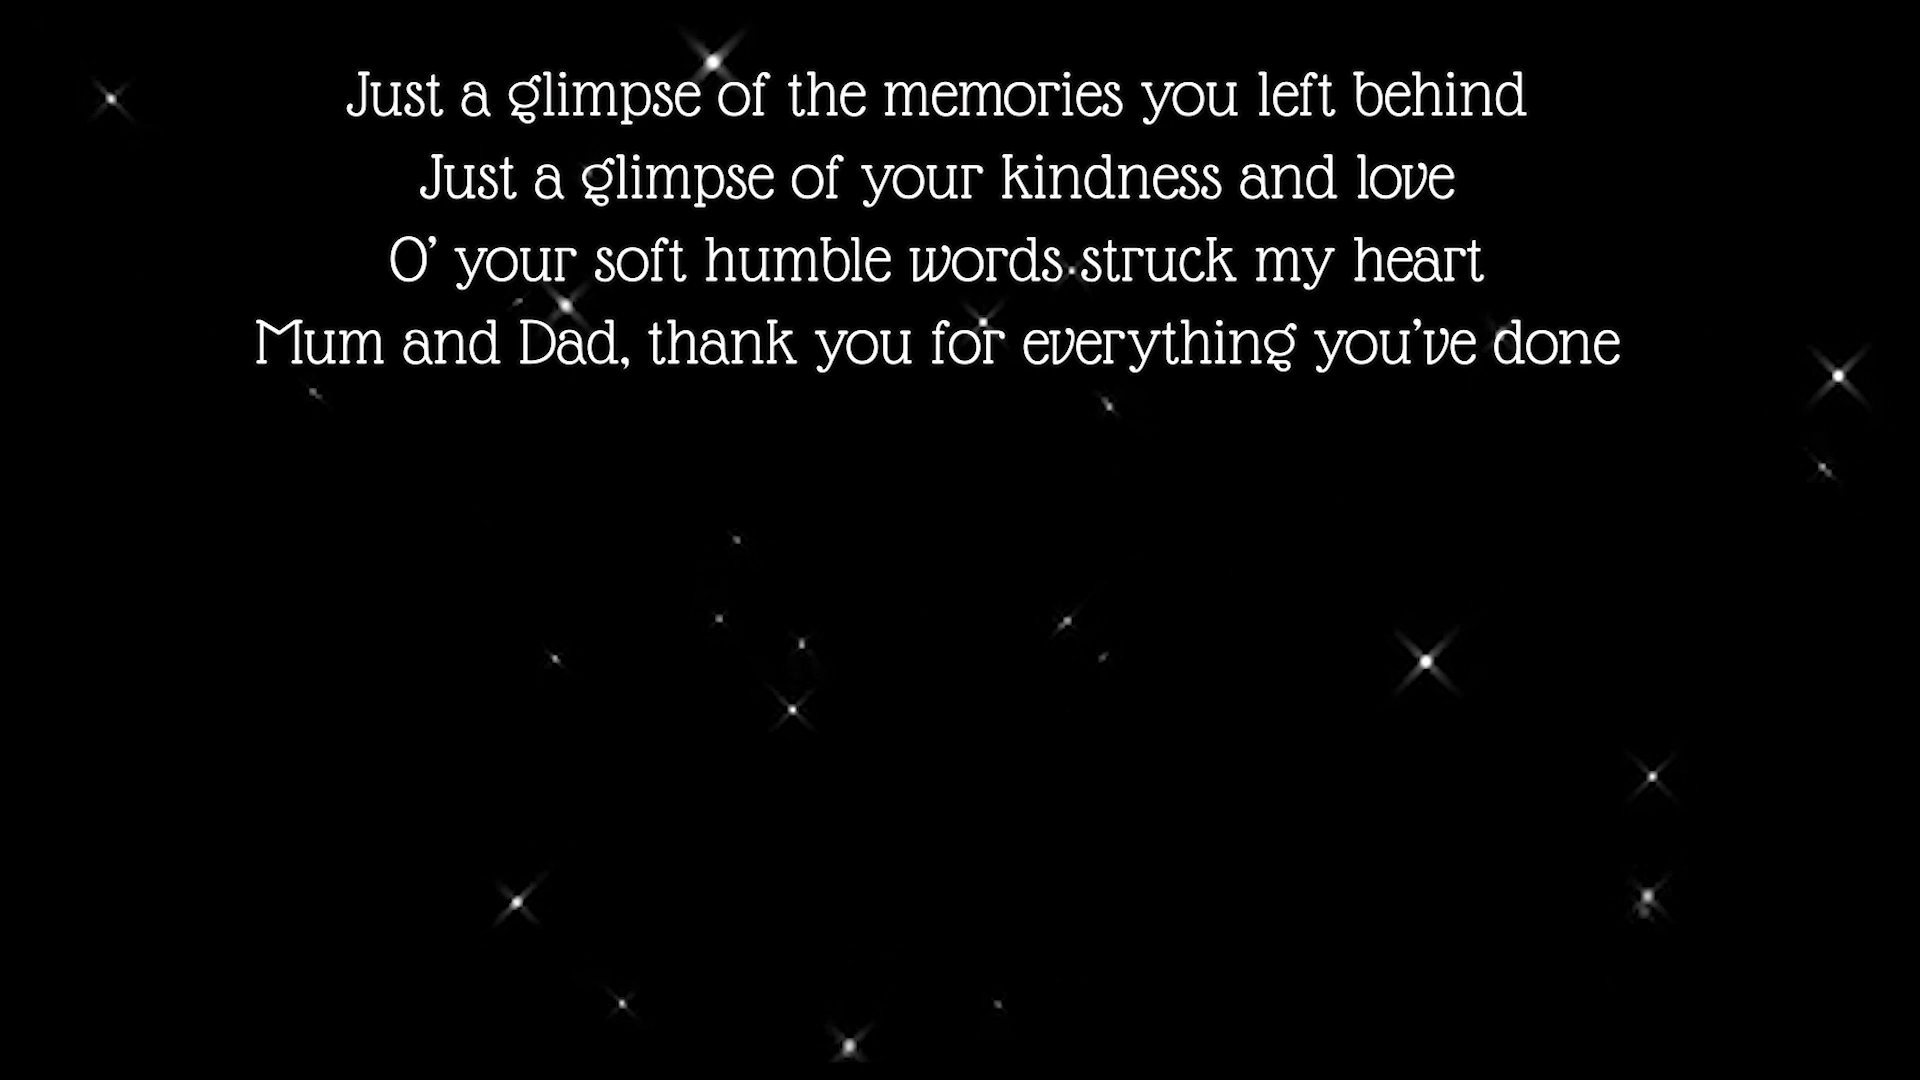 Just a glimpse of the memories you left behind
Just a glimpse of your kindness and love
O’ your soft humble words struck my heart
Mum and Dad, thank you for everything you’ve done